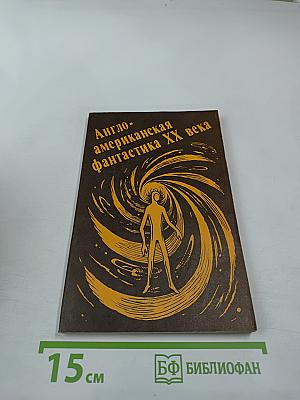 Англо-
американская
фантастика XX века
15 см
БФ БИБЛИОФАН